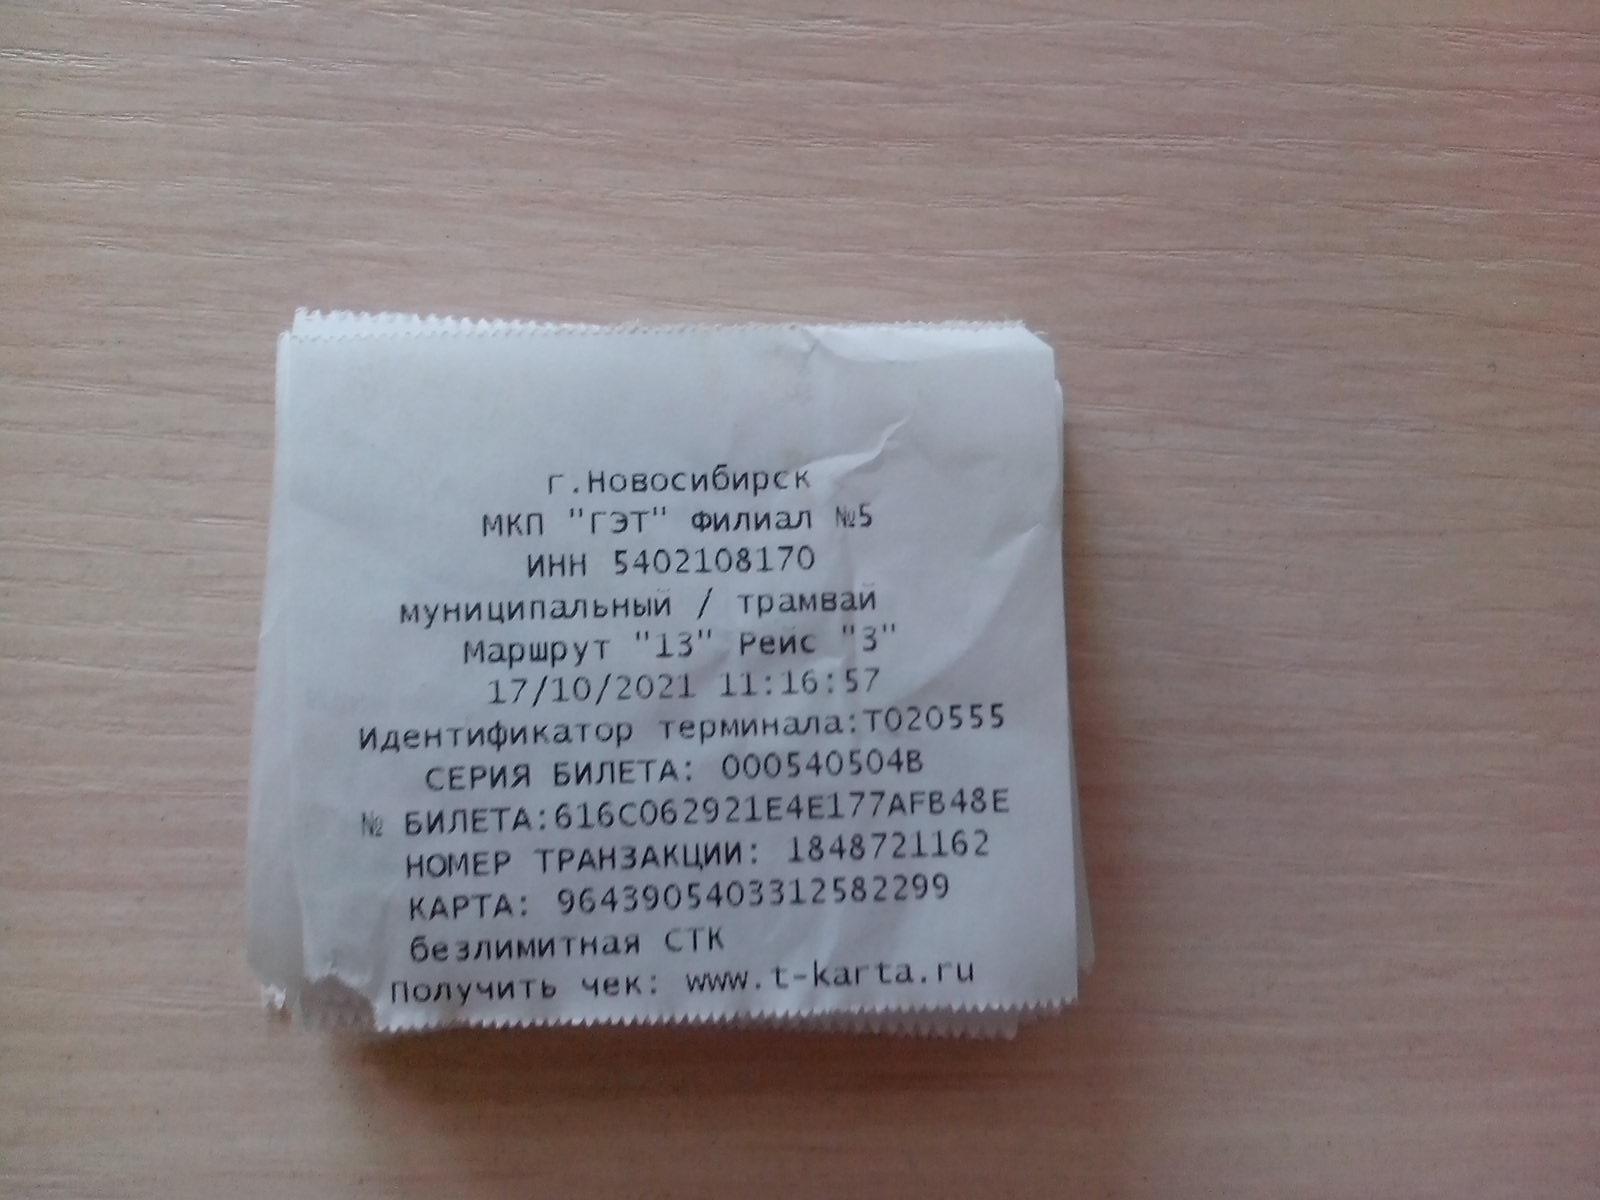 г.Новосибирск
МКП "ГЭТ" Филиал №5
ИНН 5402108170
муниципальный / трамвай
Маршрут "13" Рейс "3"
17/10/2021 11:16:57
Идентификатор терминала:Т020555
СЕРИЯ БИЛЕТА: 000540504B
№ БИЛЕТА:616C062921E4E177AFB48E
НОМЕР ТРАНЗАКЦИИ: 1848721162
КАРТА: 9643905403312582299
безлимитная СТК
Получить чек: www.t-karta.ru